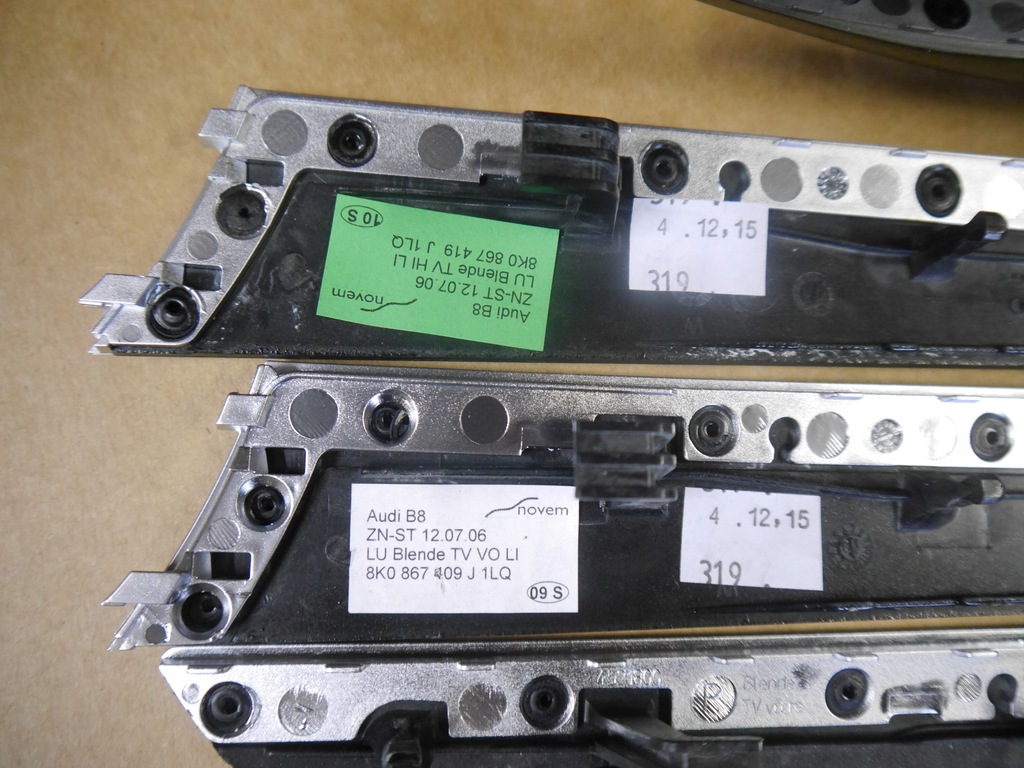 10 S
novem
Audi B8
ZN-ST 12.07.06
LU Blende TV HI LI
8K0 867 419 J 1LQ
4 .12,15
319
novem
Audi B8
ZN-ST 12.07.06
LU Blende TV VO LI
8K0 867 409 J 1LQ
09 S
4 .12,15
319 .
R
Blende
TV